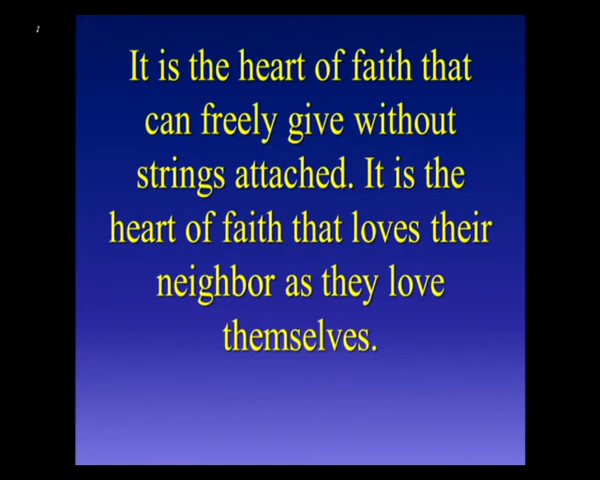 It is the heart of faith that
can freely give without
strings attached. It is the
heart of faith that loves their
neighbor as they love
themselves.